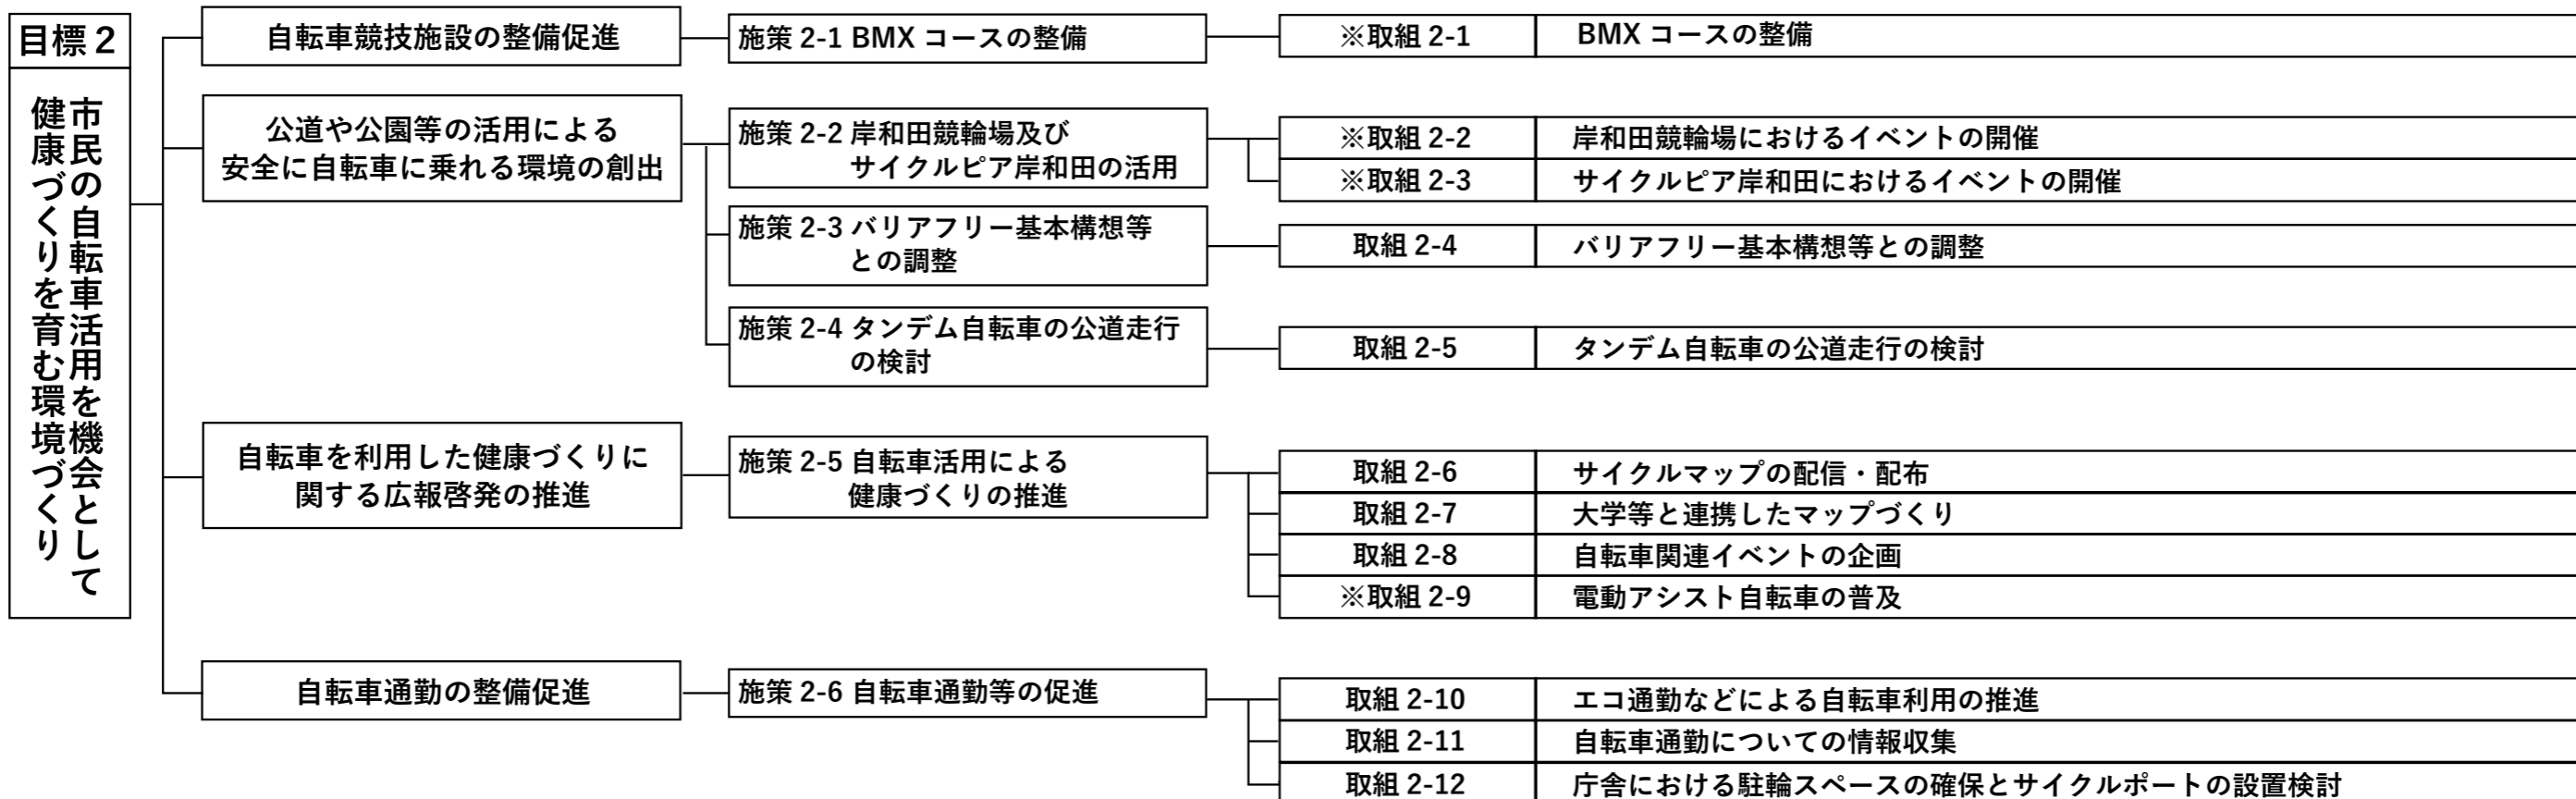 目標2
市民の自転車活用を機会として
健康づくりを育む環境づくり
自転車競技施設の整備促進
施策 2-1 BMX コースの整備
※取組 2-1
BMX コースの整備
公道や公園等の活用による
安全に自転車に乗れる環境の創出
施策 2-2 岸和田競輪場及び
サイクルピア岸和田の活用
※取組 2-2
岸和田競輪場におけるイベントの開催
※取組 2-3
サイクルピア岸和田におけるイベントの開催
施策 2-3 バリアフリー基本構想等
との調整
取組 2-4
バリアフリー基本構想等との調整
施策 2-4 タンデム自転車の公道走行
の検討
取組 2-5
タンデム自転車の公道走行の検討
自転車を利用した健康づくりに
関する広報啓発の推進
施策 2-5 自転車活用による
健康づくりの推進
取組 2-6
サイクルマップの配信・配布
取組 2-7
大学等と連携したマップづくり
取組 2-8
自転車関連イベントの企画
※取組 2-9
電動アシスト自転車の普及
自転車通勤の整備促進
施策 2-6 自転車通勤等の促進
取組 2-10
エコ通勤などによる自転車利用の推進
取組 2-11
自転車通勤についての情報収集
取組 2-12
庁舎における駐輪スペースの確保とサイクルポートの設置検討